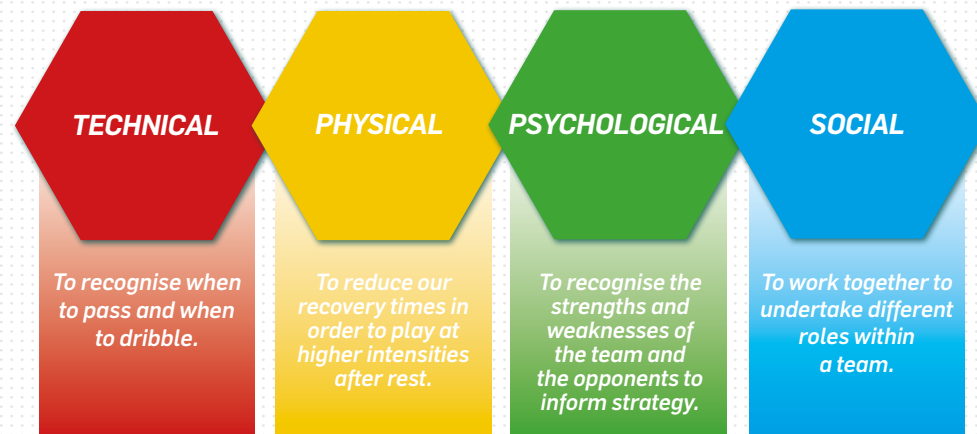 TECHNICAL
To recognise when
to pass and when
to dribble.
PHYSICAL
To reduce our
recovery times in
order to play at
higher intensities
after rest.
PSYCHOLOGICAL
To recognise the
strengths and
weaknesses of
the team and
the opponents to
inform strategy.
SOCIAL
To work together to
undertake different
roles within
a team.